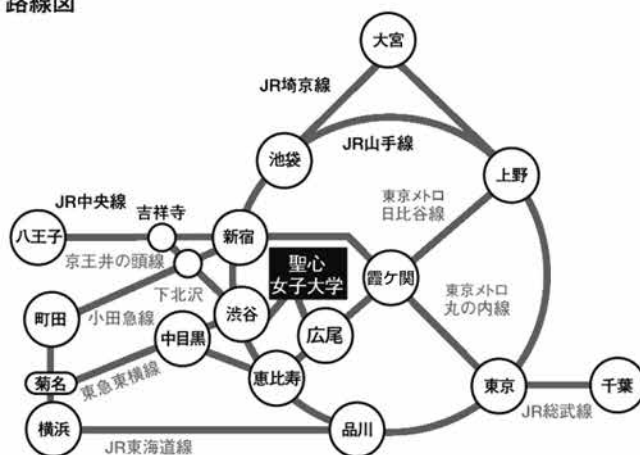 路線図
大宮
JR埼京線
JR山手線
池袋
上野
東京メトロ
日比谷線
JR中央線
吉祥寺
八王子
新宿
京王井の頭線
聖心
女子大学
霞ケ関
下北沢
東京メトロ
丸の内線
町田
小田急線
渋谷
中目黒
広尾
菊名
東急東横線
恵比寿
東京
千葉
JR総武線
横浜
品川
JR東海道線